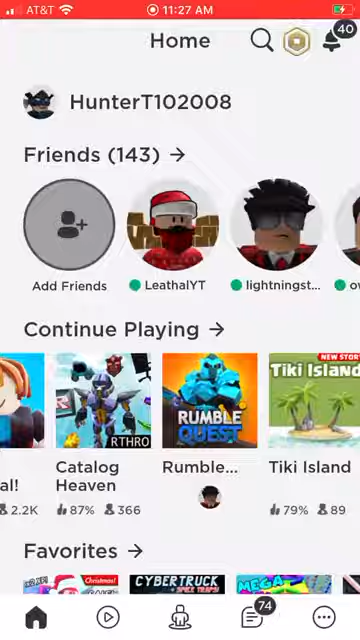 AT&T 11:27 AM
Home
40
HunterT102008
Friends (143) →
Add Friends
LeathalYT
lightningst...
Continue Playing →
NEW STORY
Tiki Island
RTHRO
RUMBLE
QUEST
al!
Catalog
Heaven
Rumble...
Tiki Island
2.2K
87% 366
79% 89
Favorites →
Christmas!
CYBERTRUCK
MEGA
74